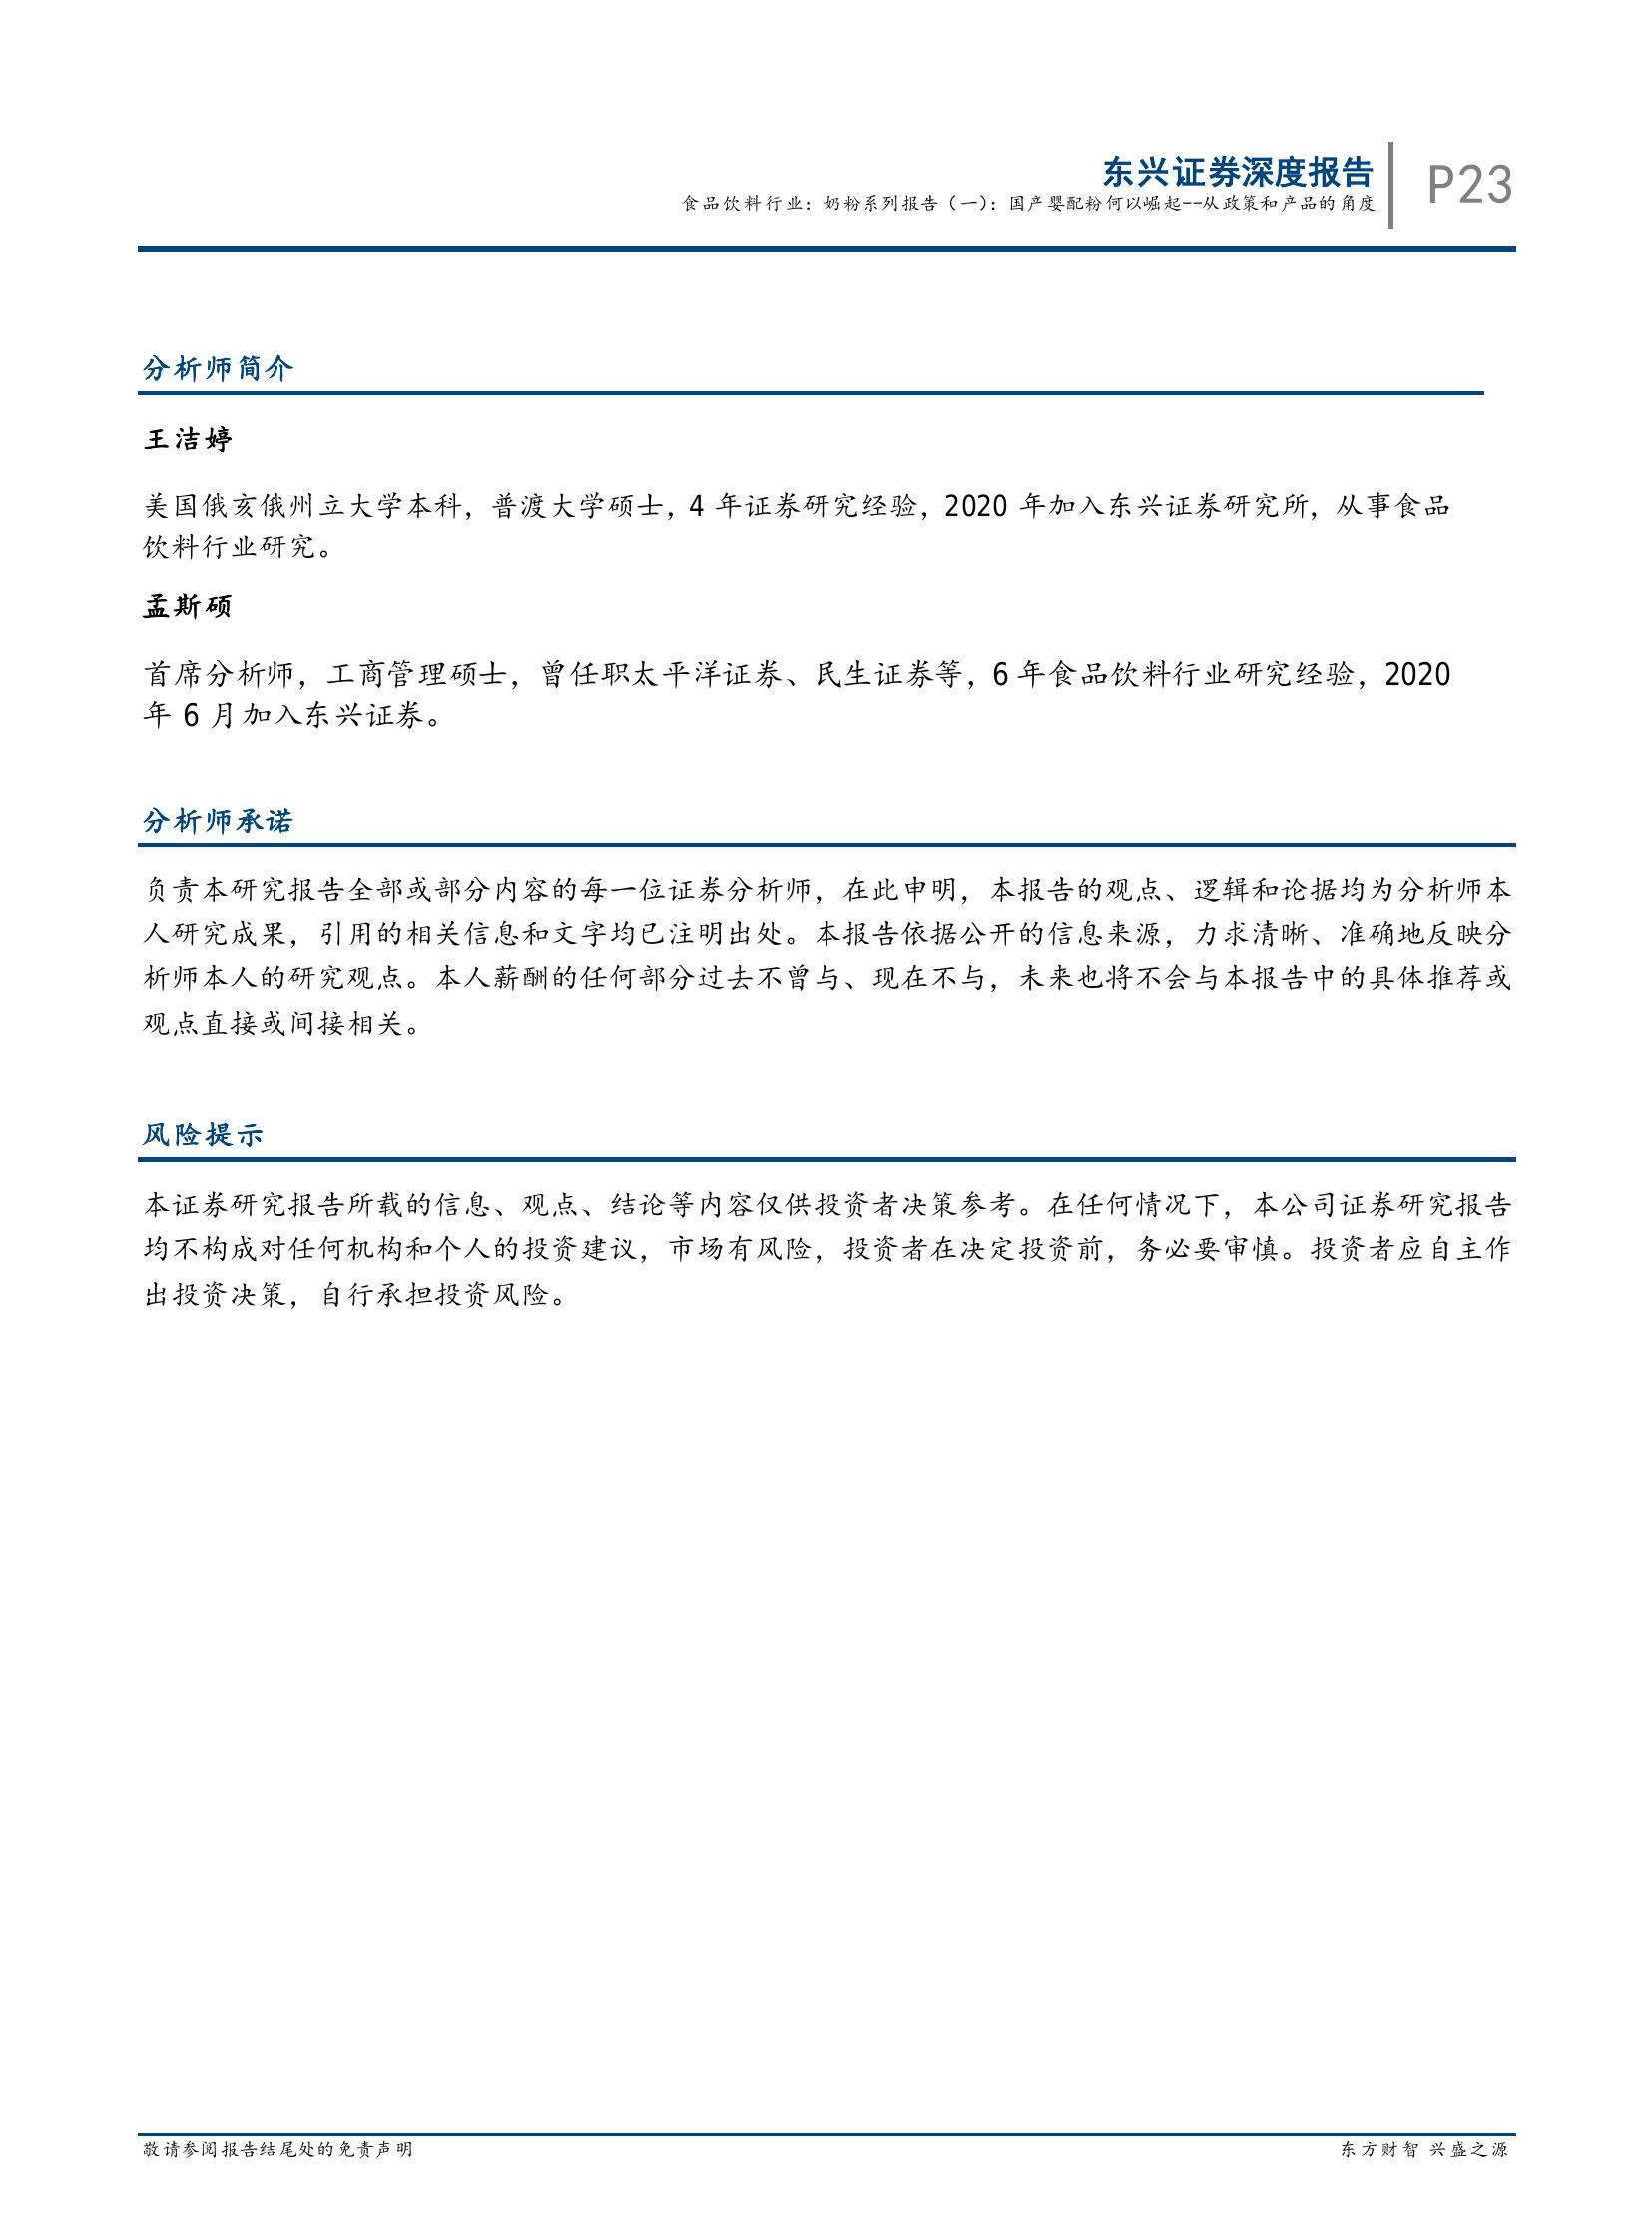 东兴证券深度报告
食品饮料行业：奶粉系列报告（一）：国产婴配粉何以崛起--从政策和产品的角度
P23
分析师简介
王洁婷
美国俄亥俄州立大学本科，普渡大学硕士，4 年证券研究经验，2020 年加入东兴证券研究所，从事食品
饮料行业研究。
孟斯硕
首席分析师，工商管理硕士，曾任职太平洋证券、民生证券等，6 年食品饮料行业研究经验，2020
年 6 月加入东兴证券。
分析师承诺
负责本研究报告全部或部分内容的每一位证券分析师，在此申明，本报告的观点、逻辑和论据均为分析师本
人研究成果，引用的相关信息和文字均已注明出处。本报告依据公开的信息来源，力求清晰、准确地反映分
析师本人的研究观点。本人薪酬的任何部分过去不曾与、现在不与，未来也将不会与本报告中的具体推荐或
观点直接或间接相关。
风险提示
本证券研究报告所载的信息、观点、结论等内容仅供投资者决策参考。在任何情况下，本公司证券研究报告
均不构成对任何机构和个人的投资建议，市场有风险，投资者在决定投资前，务必要审慎。投资者应自主作
出投资决策，自行承担投资风险。
敬请参阅报告结尾处的免责声明
东方财智 兴盛之源